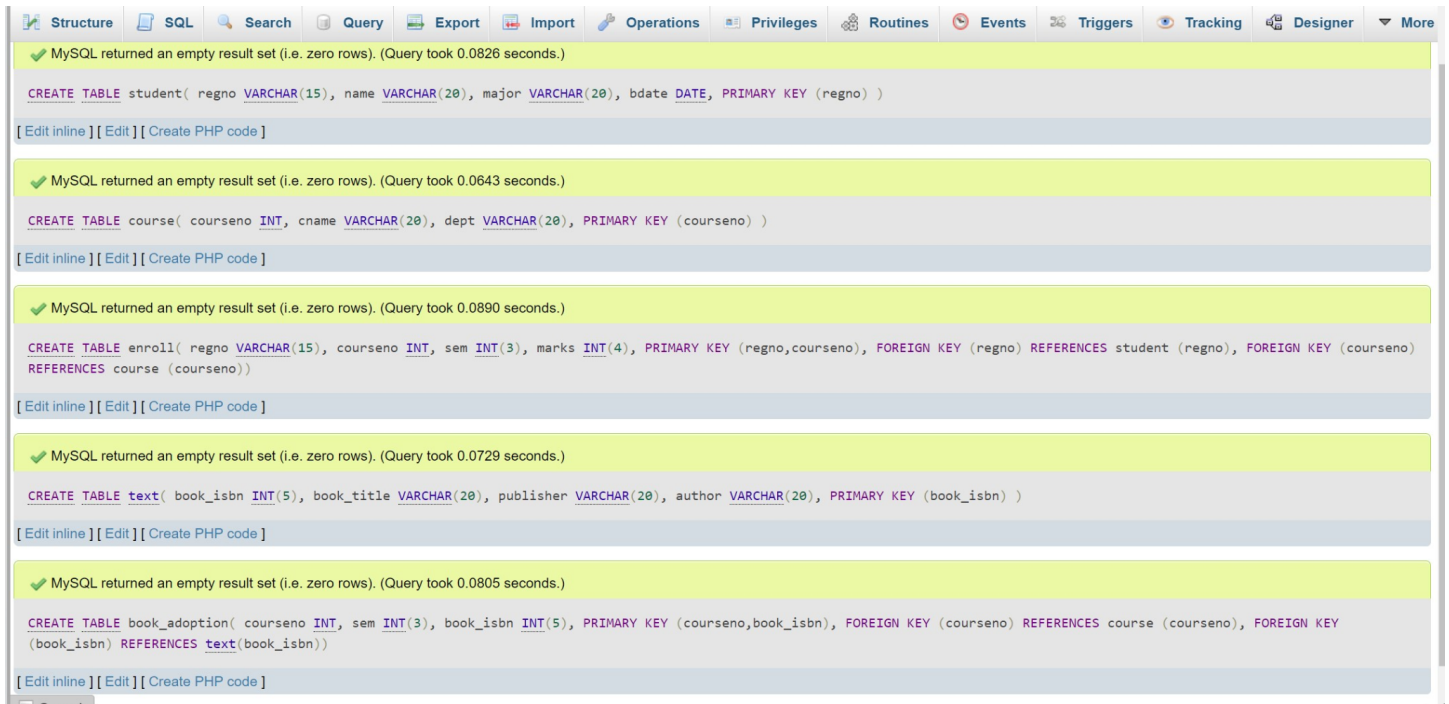 Structure SQL Search Query Export Import Operations Privileges Routines Events Triggers Tracking Designer More
MySQL returned an empty result set (i.e. zero rows). (Query took 0.0826 seconds.)
CREATE TABLE student( regno VARCHAR(15), name VARCHAR(20), major VARCHAR(20), bdate DATE, PRIMARY KEY (regno) )
[ Edit inline ] [ Edit ] [ Create PHP code ]
MySQL returned an empty result set (i.e. zero rows). (Query took 0.0643 seconds.)
CREATE TABLE course( courseno INT, cname VARCHAR(20), dept VARCHAR(20), PRIMARY KEY (courseno) )
[ Edit inline ] [ Edit ] [ Create PHP code ]
MySQL returned an empty result set (i.e. zero rows). (Query took 0.0890 seconds.)
CREATE TABLE enroll( regno VARCHAR(15), courseno INT, sem INT(3), marks INT(4), PRIMARY KEY (regno,courseno), FOREIGN KEY (regno) REFERENCES student (regno), FOREIGN KEY (courseno)
REFERENCES course (courseno))
[ Edit inline ] [ Edit ] [ Create PHP code ]
MySQL returned an empty result set (i.e. zero rows). (Query took 0.0729 seconds.)
CREATE TABLE text( book_isbn INT(5), book_title VARCHAR(20), publisher VARCHAR(20), author VARCHAR(20), PRIMARY KEY (book_isbn) )
[ Edit inline ] [ Edit ] [ Create PHP code ]
MySQL returned an empty result set (i.e. zero rows). (Query took 0.0805 seconds.)
CREATE TABLE book_adoption( courseno INT, sem INT(3), book_isbn INT(5), PRIMARY KEY (courseno,book_isbn), FOREIGN KEY (courseno) REFERENCES course (courseno), FOREIGN KEY
(book_isbn) REFERENCES text(book_isbn))
[ Edit inline ] [ Edit ] [ Create PHP code ]